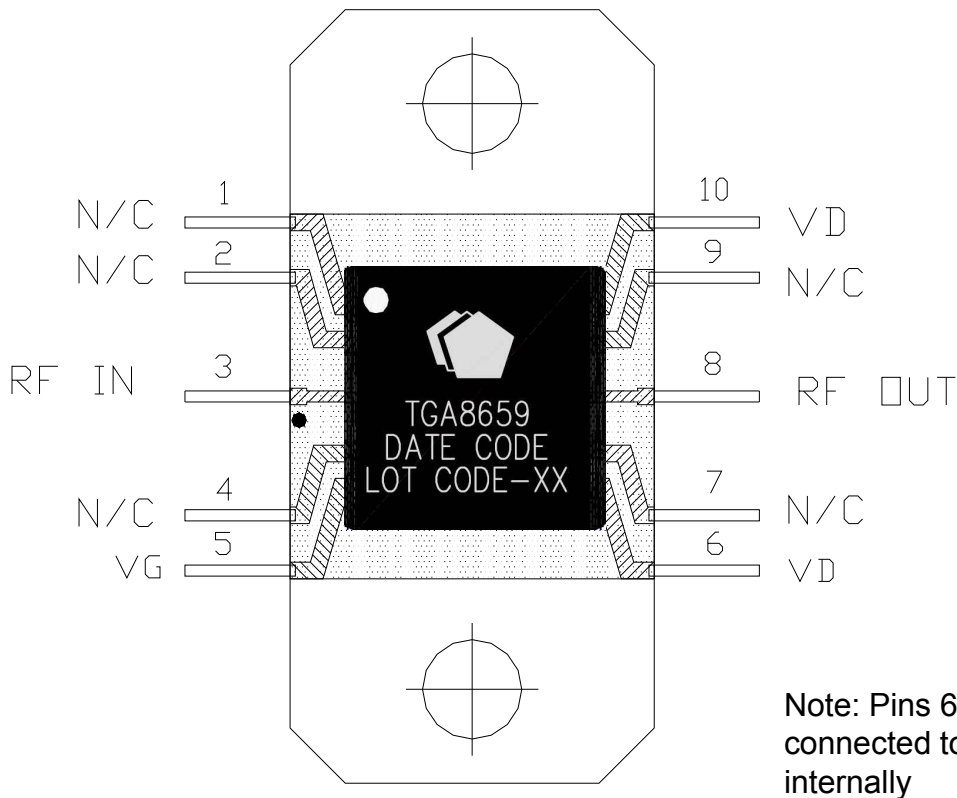 1
N/C
2
N/C
3
RF IN
4
N/C
5
VG
10
VD
9
N/C
8
RF OUT
7
N/C
6
VD
TGA8659
DATE CODE
LOT CODE-XX
Note: Pins 6
connected to
internally